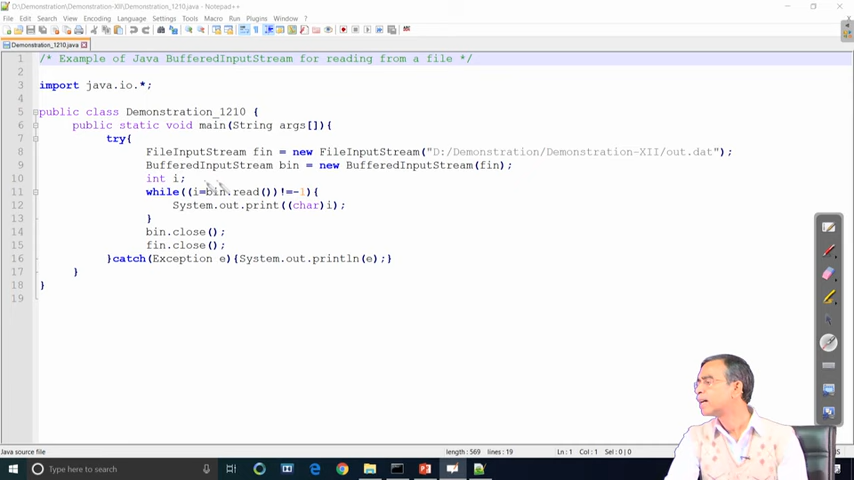 D:\Demonstration\Demonstration-XII\Demonstration_1210.java - Notepad++
File Edit Search View Encoding Language Settings Tools Macro Run Plugins Window ?
Demonstration_1210.java
1 /* Example of Java BufferedInputStream for reading from a file */
2
3 import java.io.*;
4
5 public class Demonstration_1210 {
6 public static void main(String args[]){
7 try{
8 FileInputStream fin = new FileInputStream("D:/Demonstration/Demonstration-XII/out.dat");
9 BufferedInputStream bin = new BufferedInputStream(fin);
10 int i;
11 while((i=bin.read())!=-1){
12 System.out.print((char)i);
13 }
14 bin.close();
15 fin.close();
16 }catch(Exception e){System.out.println(e);}
17 }
18 }
19
Java source file length : 569 lines : 19 Ln : 1 Col : 1 Sel : 0 | 0
Type here to search